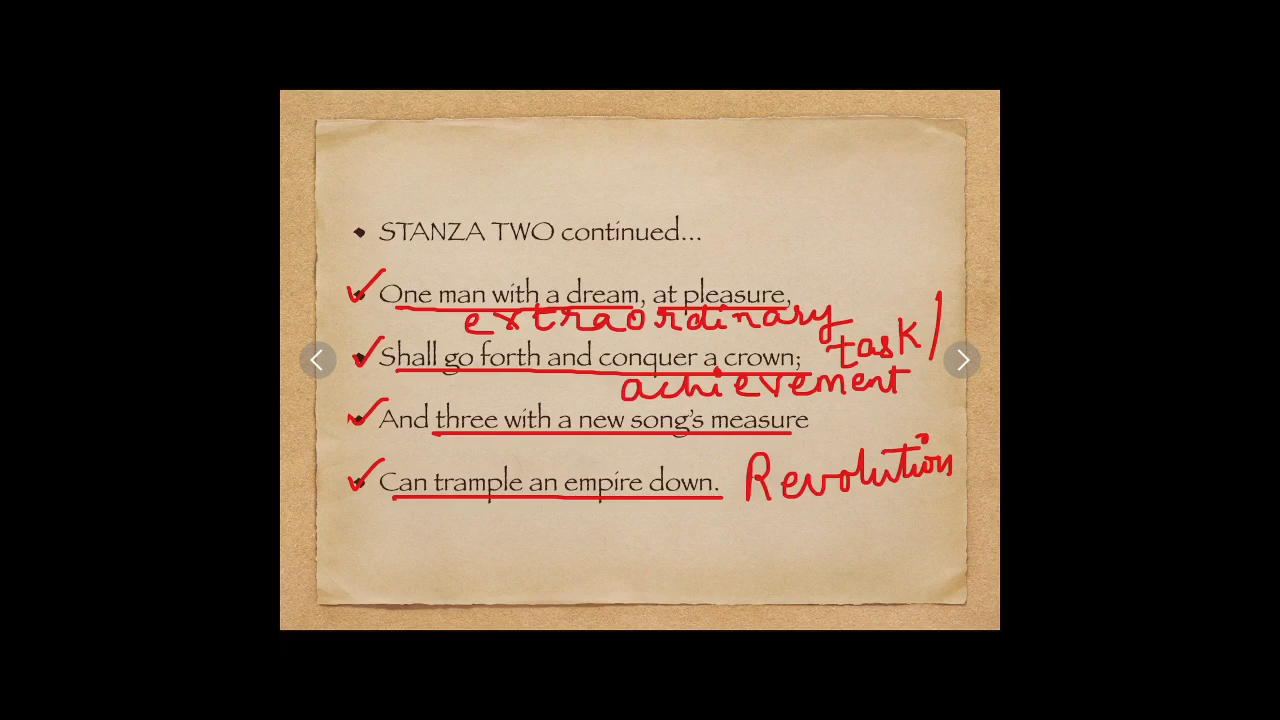 STANZA TWO continued...
One man with a dream, at pleasure,
extraordinary
task/
Shall go forth and conquer a crown;
achievement
And three with a new song's measure
Can trample an empire down.
Revolution